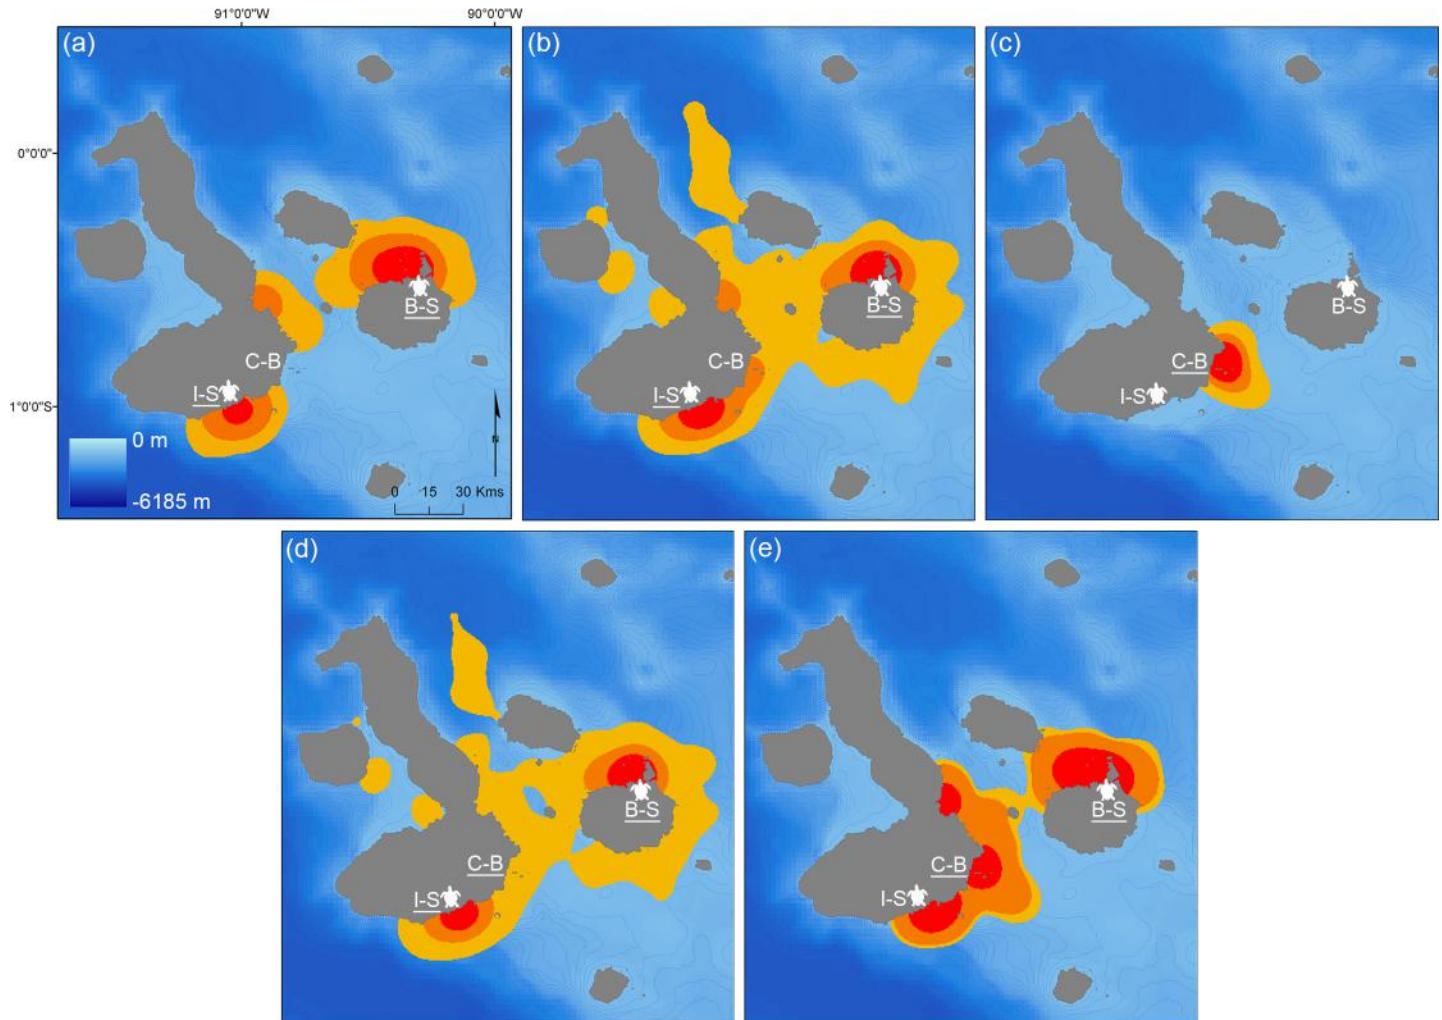 91°0'0"W 90°0'0"W
(a) (b) (c)
0°0'0"
B-S B-S B-S
C-B C-B C-B
I-S I-S I-S
1°0'0"S
N
0 m
-6185 m
0 15 30 Kms
(d) (e)
B-S B-S
C-B C-B
I-S I-S